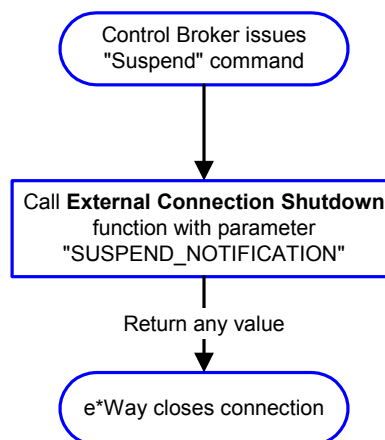 Control Broker issues
"Suspend" command
Call External Connection Shutdown
function with parameter
"SUSPEND_NOTIFICATION"
Return any value
e*Way closes connection